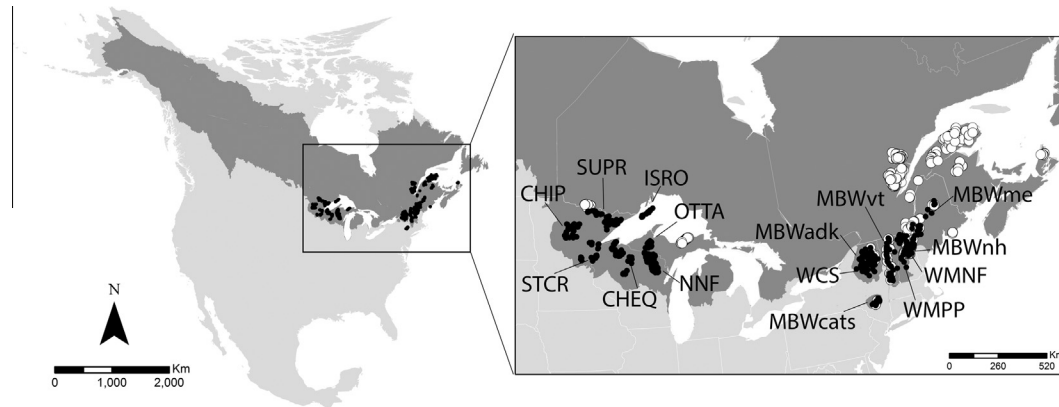 N
Km
0 1,000 2,000
SUPR
ISRO
CHIP
OTTA
STCR
CHEQ
NNF
MBWvt
MBWme
MBWadk
MBWnh
WCS
WMNF
MBWcats
WMPP
Km
0 260 520